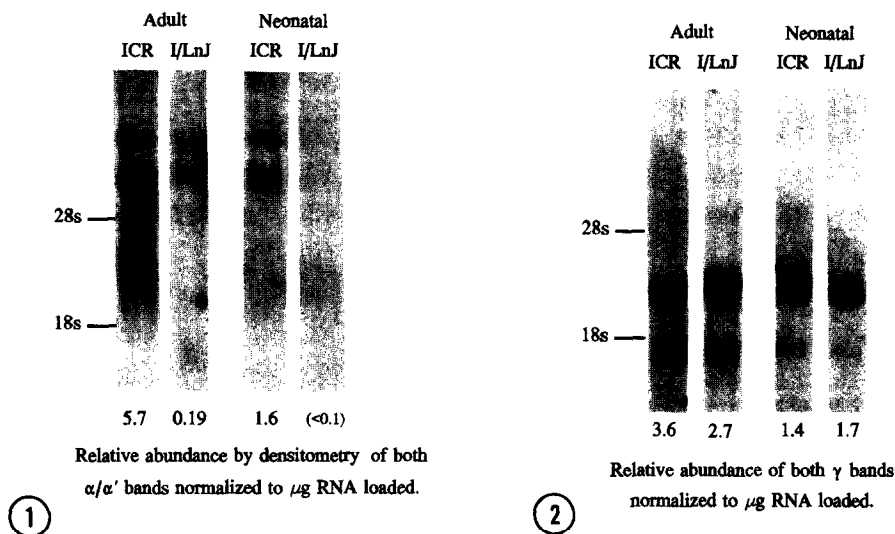 Adult Neonatal
ICR I/LnJ ICR I/LnJ
28s
18s
5.7 0.19 1.6 (<0.1)
Relative abundance by densitometry of both
α/α′ bands normalized to μg RNA loaded.
1
Adult Neonatal
ICR I/LnJ ICR I/LnJ
28s
18s
3.6 2.7 1.4 1.7
Relative abundance of both γ bands
normalized to μg RNA loaded.
2